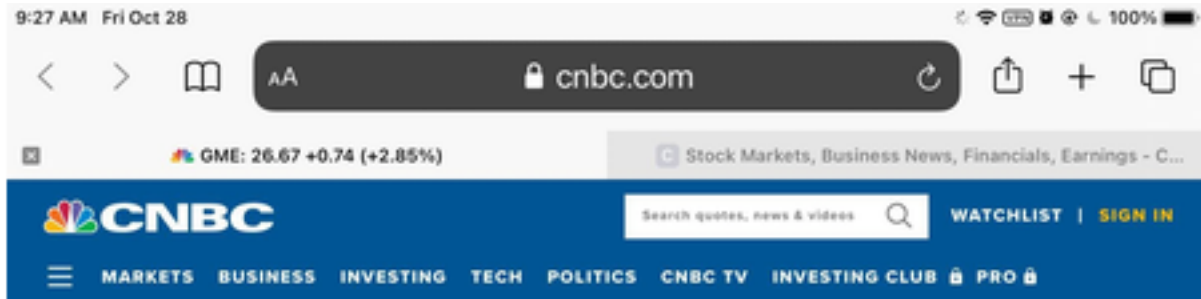 9:27 AM Fri Oct 28 VPN 100%
AA cnbc.com
GME: 26.67 +0.74 (+2.85%) C Stock Markets, Business News, Financials, Earnings - C...
CNBC Search quotes, news & videos WATCHLIST | SIGN IN
MARKETS BUSINESS INVESTING TECH POLITICS CNBC TV INVESTING CLUB PRO